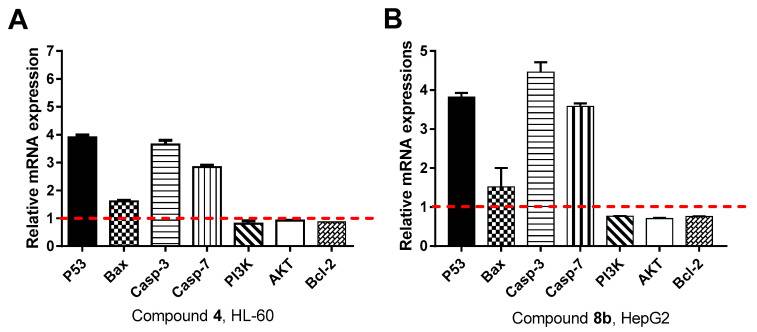 A
Relative mRNA expression
7
6
5
4
3
2
1
0
P53
Bax
Casp-3
Casp-7
PI3K
AKT
Bcl-2
Compound 4, HL-60
B
Relative mRNA expressions
5
4
3
2
1
0
P53
Bax
Casp-3
Casp-7
PI3K
AKT
Bcl-2
Compound 8b, HepG2